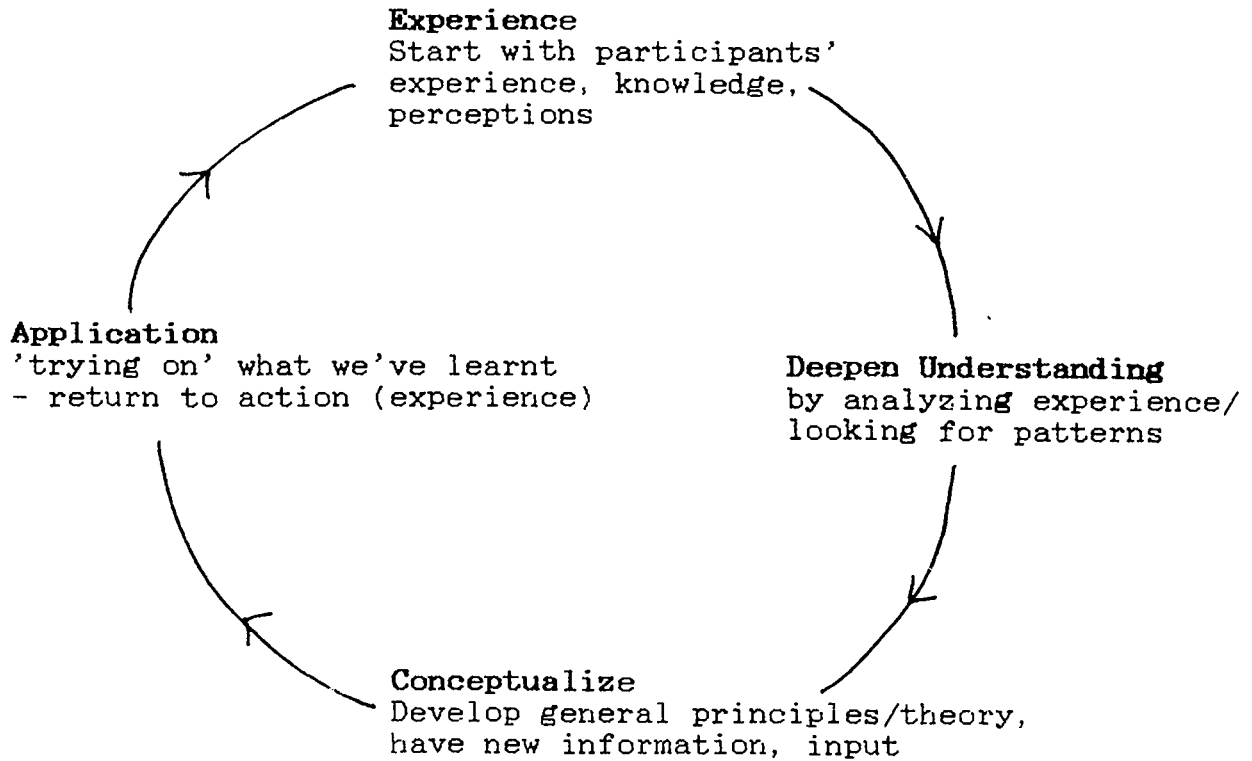 Experience
Start with participants'
experience, knowledge,
perceptions
Deepen Understanding
by analyzing experience/
looking for patterns
Conceptualize
Develop general principles/theory,
have new information, input
Application
'trying on' what we've learnt
- return to action (experience)